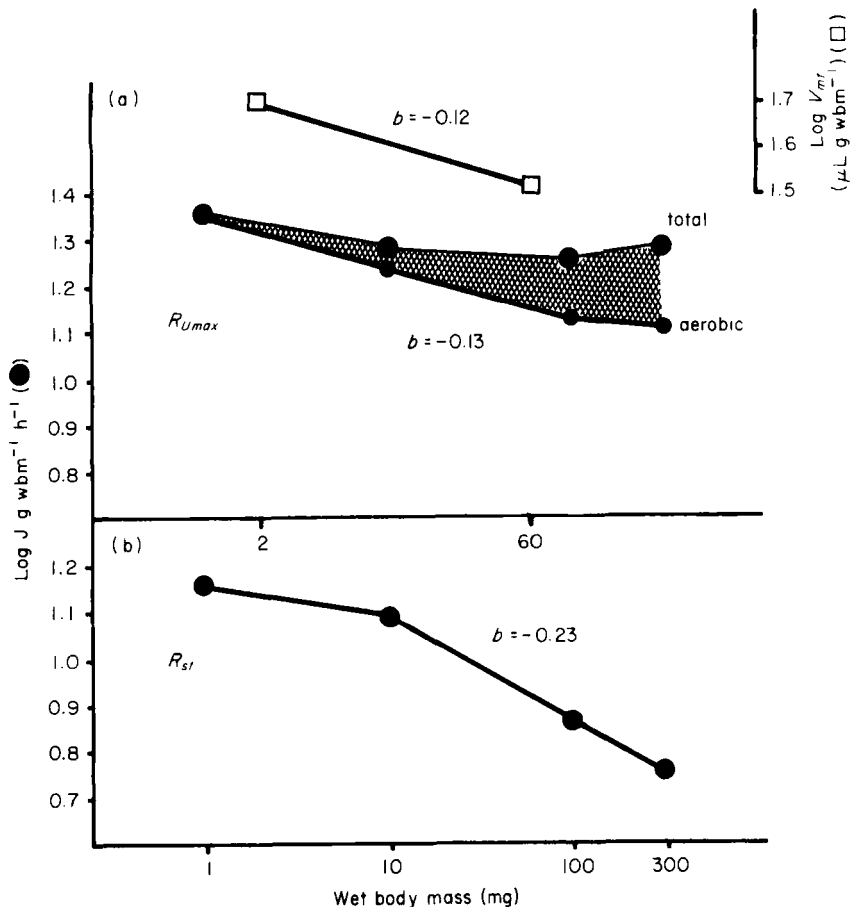 (a)
b = −0.12
Log V_mt
(μL g wbm⁻¹) (□)
1.7
1.6
1.5
1.4
1.3
1.2
1.1
1.0
0.9
0.8
total
aerobic
R_Umax
b = −0.13
Log J g wbm⁻¹ h⁻¹ (●)
2
60
(b)
1.2
1.1
1.0
0.9
0.8
0.7
b = −0.23
R_st
1
10
100
300
Wet body mass (mg)